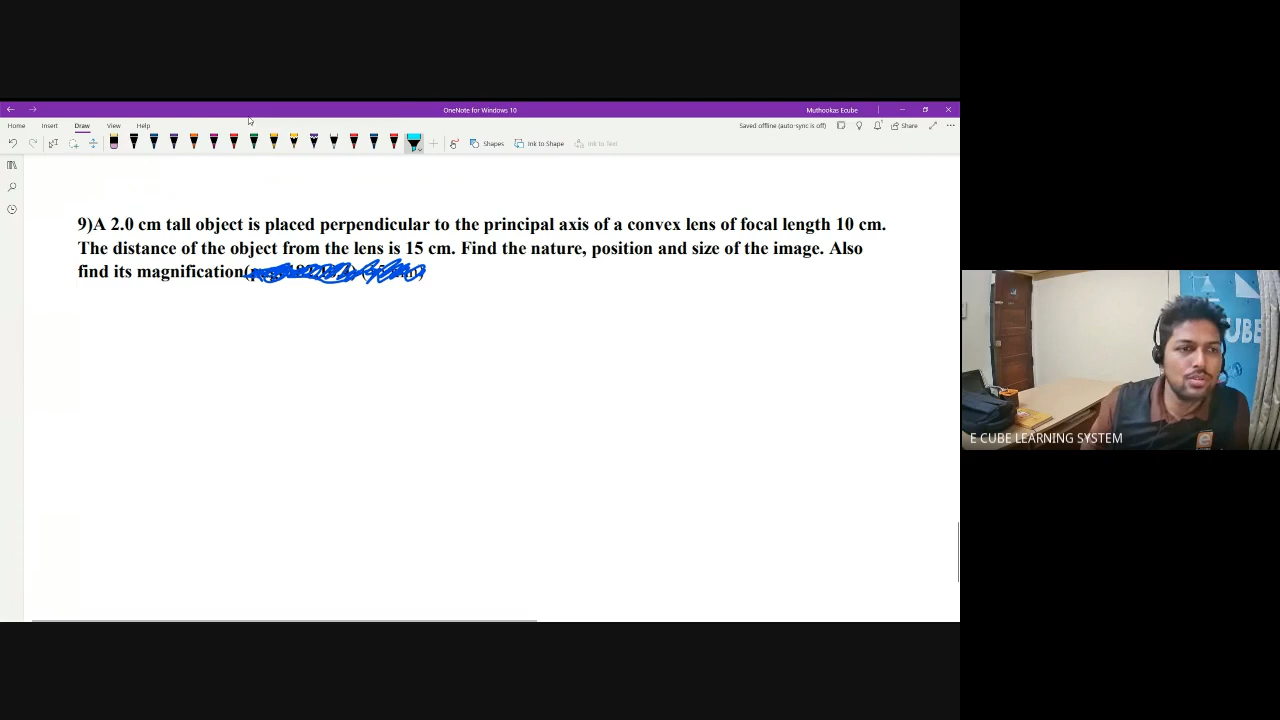 OneNote for Windows 10
Muthookas Ecube
Home Insert Draw View Help
Saved offline (auto-sync is off)
Share
Shapes
Ink to Shape
Ink to Text
9)A 2.0 cm tall object is placed perpendicular to the principal axis of a convex lens of focal length 10 cm.
The distance of the object from the lens is 15 cm. Find the nature, position and size of the image. Also
find its magnification(
UBE
E CUBE LEARNING SYSTEM
e